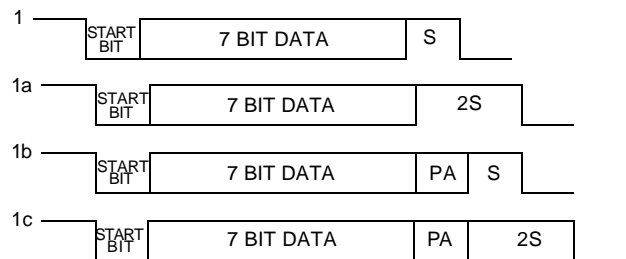 1
START
BIT
7 BIT DATA
S
1a
START
BIT
7 BIT DATA
2S
1b
START
BIT
7 BIT DATA
PA
S
1c
START
BIT
7 BIT DATA
PA
2S